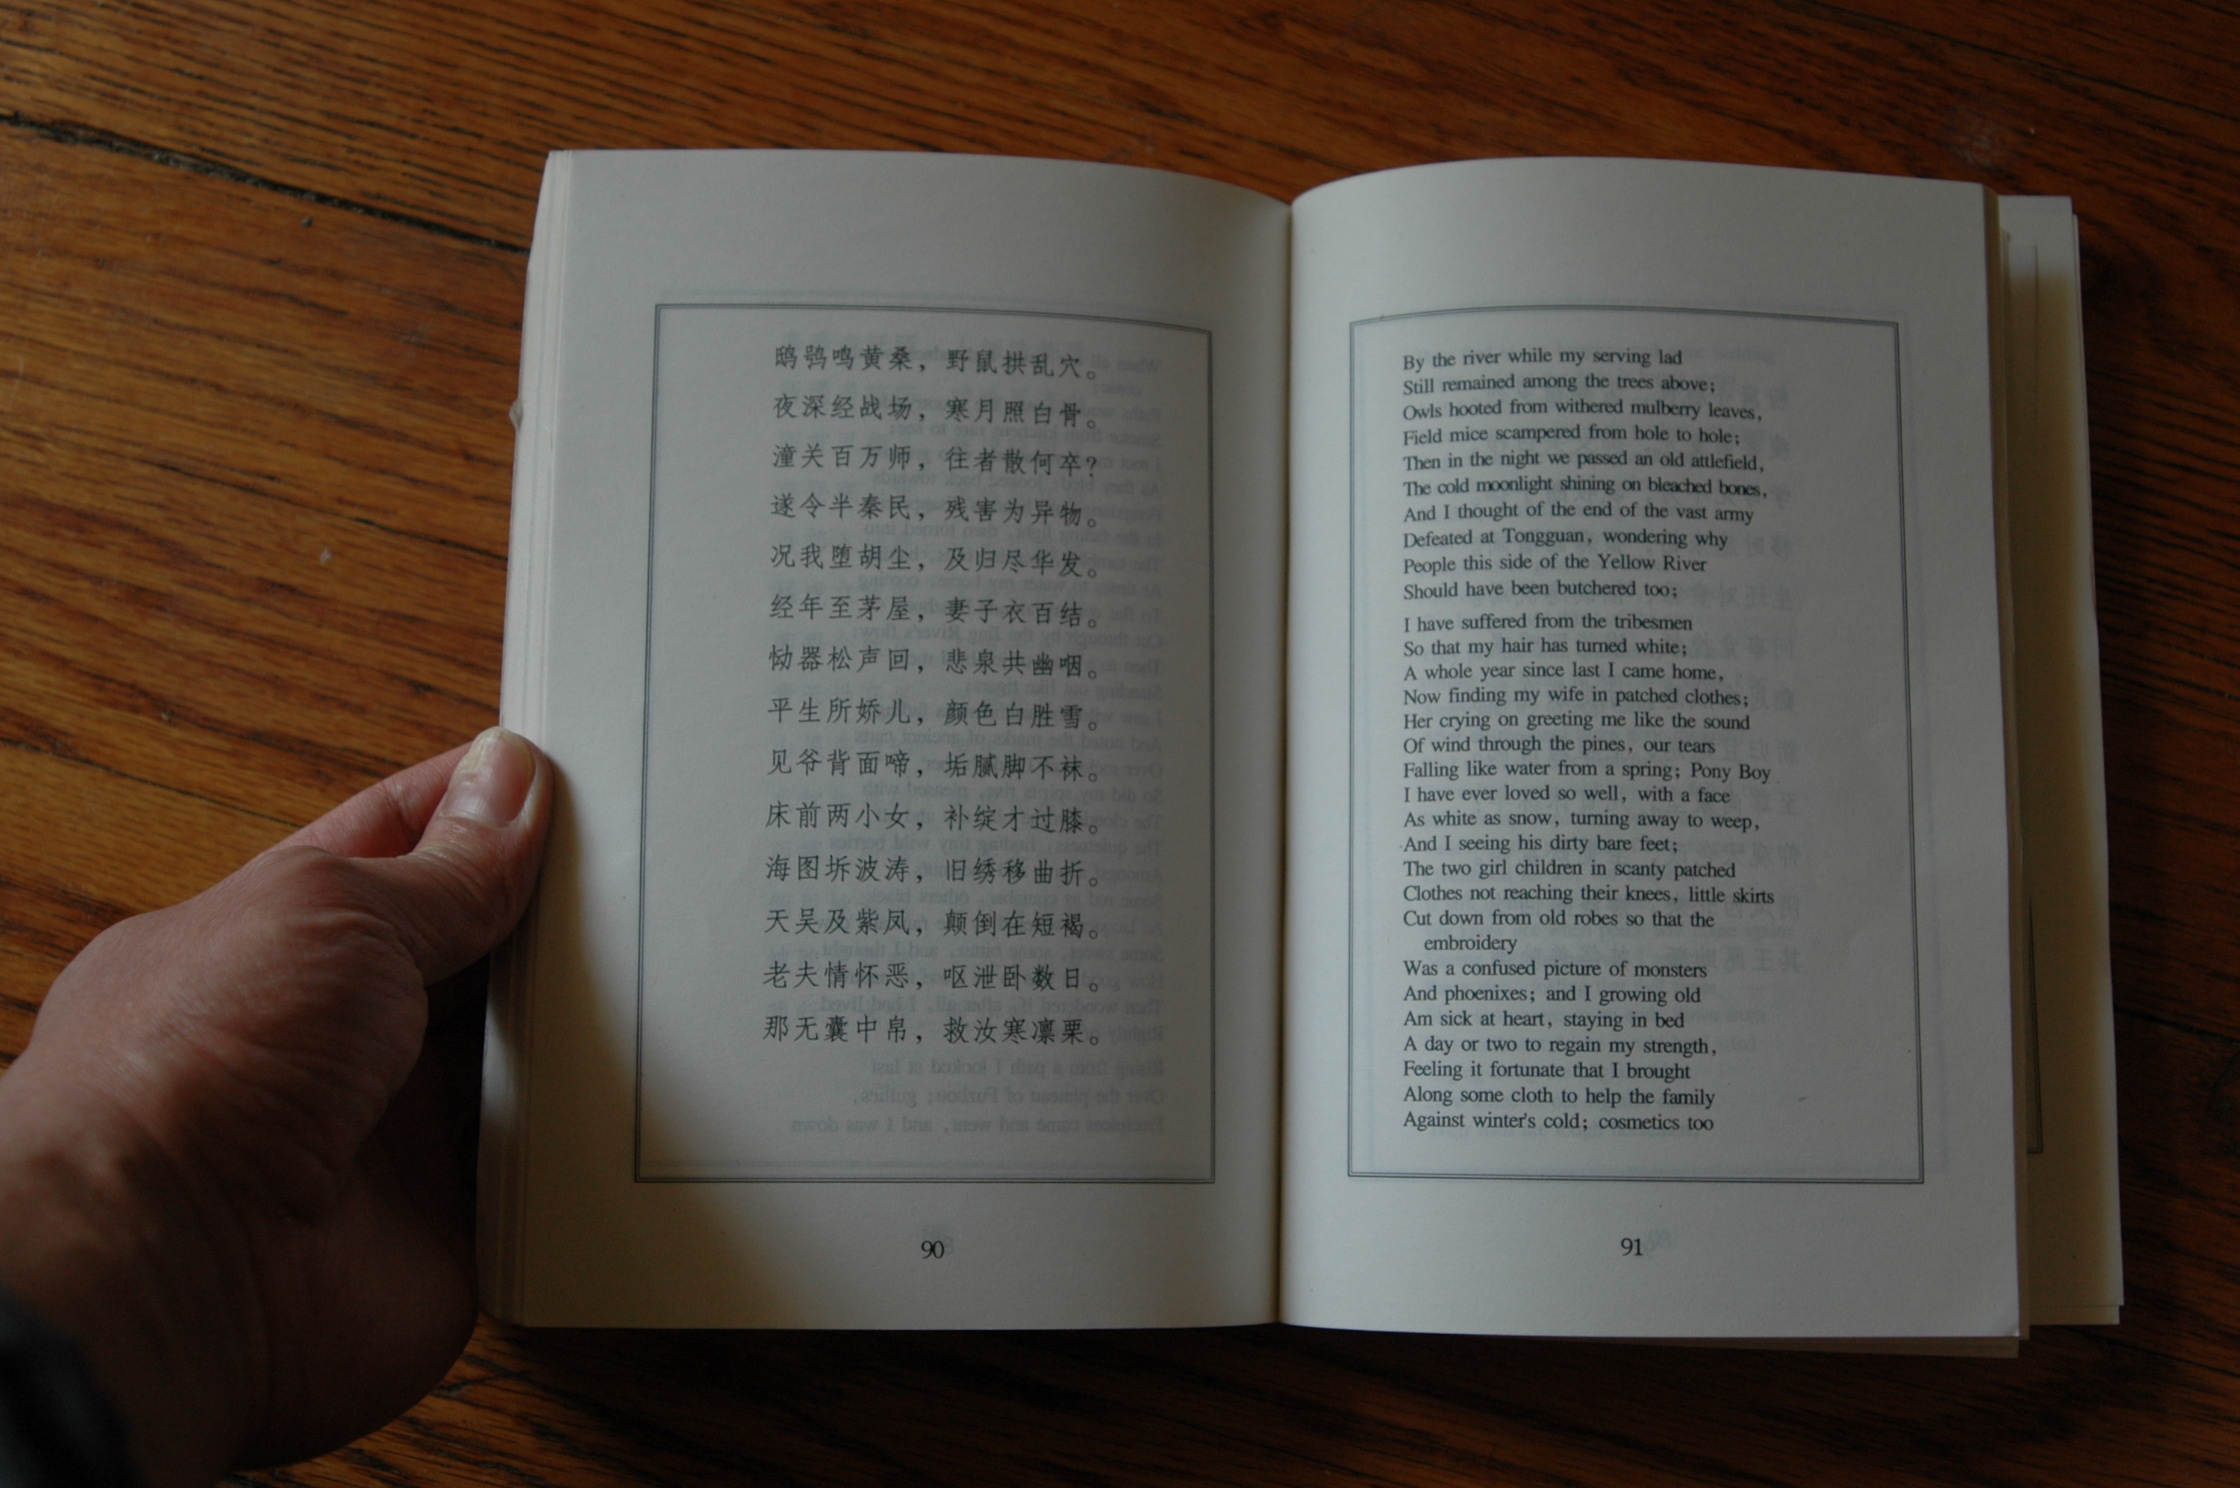 鸱鸮鸣黄桑，野鼠拱乱穴。
夜深经战场，寒月照白骨。
潼关百万师，往者散何卒？
遂令半秦民，残害为异物。
况我堕胡尘，及归尽华发。
经年至茅屋，妻子衣百结。
恸器松声回，悲泉共幽咽。
平生所娇儿，颜色白胜雪。
见爷背面啼，垢腻脚不袜。
床前两小女，补绽才过膝。
海图坼波涛，旧绣移曲折。
天吴及紫凤，颠倒在短褐。
老夫情怀恶，呕泄卧数日。
那无囊中帛，救汝寒凛栗。
90
By the river while my serving lad
Still remained among the trees above;
Owls hooted from withered mulberry leaves,
Field mice scampered from hole to hole;
Then in the night we passed an old attlefield,
The cold moonlight shining on bleached bones,
And I thought of the end of the vast army
Defeated at Tongguan, wondering why
People this side of the Yellow River
Should have been butchered too;
I have suffered from the tribesmen
So that my hair has turned white;
A whole year since last I came home,
Now finding my wife in patched clothes;
Her crying on greeting me like the sound
Of wind through the pines, our tears
Falling like water from a spring; Pony Boy
I have ever loved so well, with a face
As white as snow, turning away to weep,
And I seeing his dirty bare feet;
The two girl children in scanty patched
Clothes not reaching their knees, little skirts
Cut down from old robes so that the
embroidery
Was a confused picture of monsters
And phoenixes; and I growing old
Am sick at heart, staying in bed
A day or two to regain my strength,
Feeling it fortunate that I brought
Along some cloth to help the family
Against winter's cold; cosmetics too
91